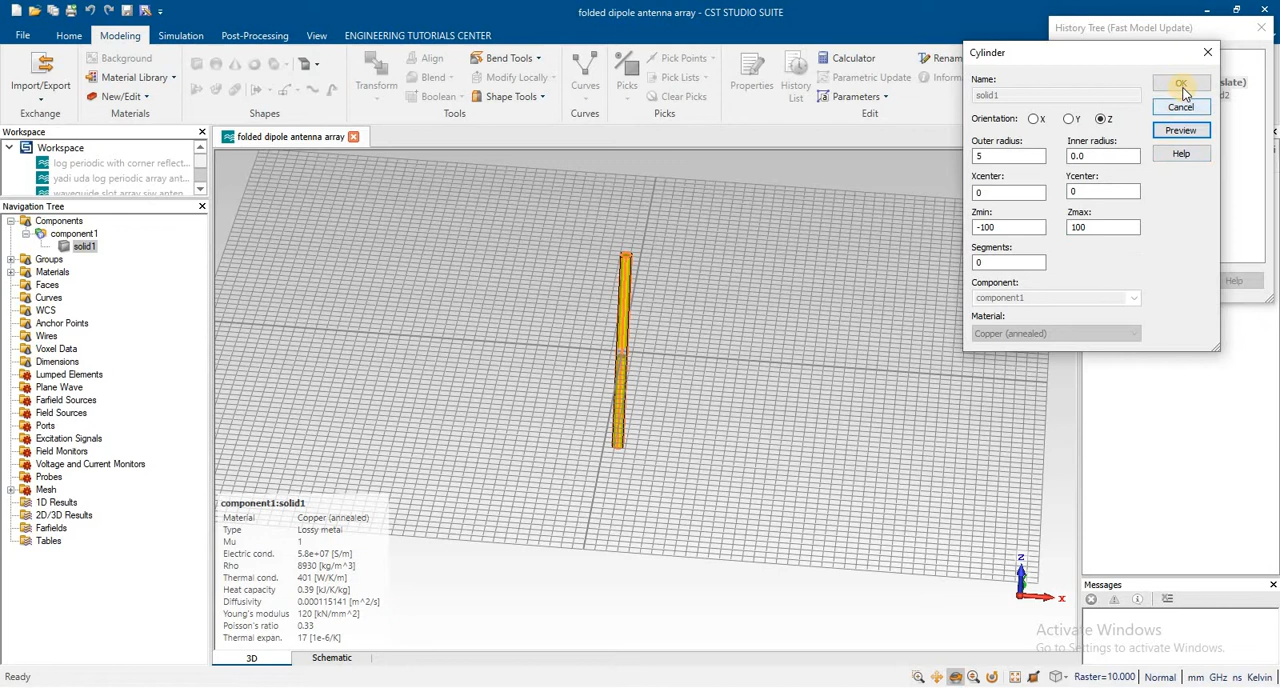 folded dipole antenna array - CST STUDIO SUITE
File
Home
Modeling
Simulation
Post-Processing
View
ENGINEERING TUTORIALS CENTER
History Tree (Fast Model Update)
Import/Export
Exchange
Background
Material Library
New/Edit
Materials
Shapes
Transform
Align
Blend
Boolean
Bend Tools
Modify Locally
Shape Tools
Tools
Curves
Curves
Picks
Pick Points
Pick Lists
Clear Picks
Picks
Properties
History
List
Calculator
Parametric Update
Parameters
Edit
Renam
Inform
Workspace
Workspace
log periodic with corner reflect...
yadi uda log periodic array ant...
waveguide slot array siw anten
Navigation Tree
Components
component1
solid1
Groups
Materials
Faces
Curves
WCS
Anchor Points
Wires
Voxel Data
Dimensions
Lumped Elements
Plane Wave
Farfield Sources
Field Sources
Ports
Excitation Signals
Field Monitors
Voltage and Current Monitors
Probes
Mesh
1D Results
2D/3D Results
Farfields
Tables
folded dipole antenna array
component1:solid1
Material Copper (annealed)
Type Lossy metal
Mu 1
Electric cond. 5.8e+07 [S/m]
Rho 8930 [kg/m^3]
Thermal cond. 401 [W/K/m]
Heat capacity 0.39 [kJ/K/kg]
Diffusivity 0.000115141 [m^2/s]
Young's modulus 120 [kN/mm^2]
Poisson's ratio 0.33
Thermal expan. 17 [1e-6/K]
z
x
3D
Schematic
Cylinder
Name:
solid1
Orientation: X Y Z
Outer radius: Inner radius:
5 0.0
Xcenter: Ycenter:
0 0
Zmin: Zmax:
-100 100
Segments:
0
Component:
component1
Material:
Copper (annealed)
OK
Cancel
Preview
Help
slate)
d2
Help
Messages
Activate Windows
Go to Settings to activate Windows.
Ready
Raster=10.000 Normal mm GHz ns Kelvin